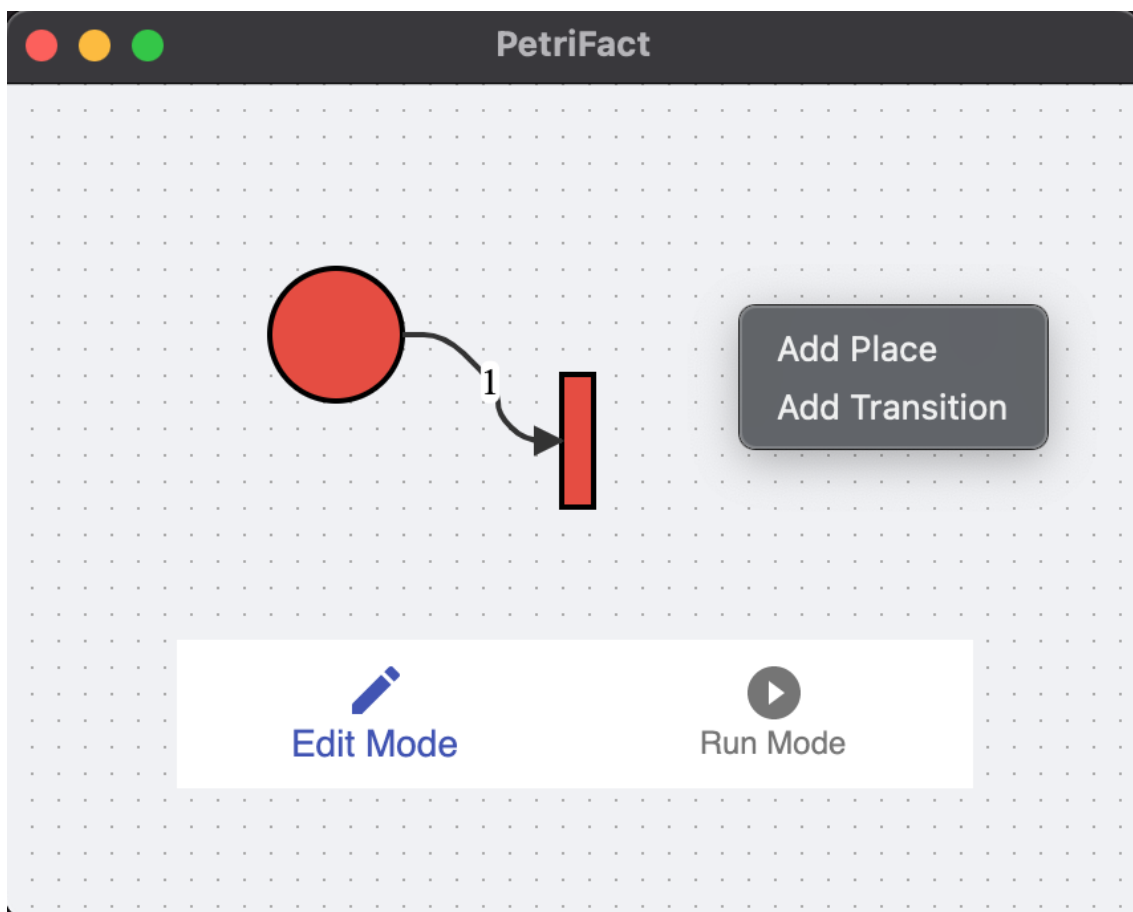 PetriFact
1
Add Place
Add Transition
Edit Mode
Run Mode